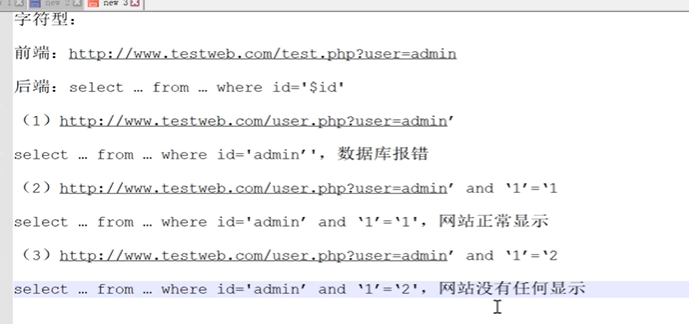 new 2
new 3
字符型：
前端：http://www.testweb.com/test.php?user=admin
后端：select … from … where id='$id'
（1）http://www.testweb.com/user.php?user=admin’
select … from … where id='admin’'，数据库报错
（2）http://www.testweb.com/user.php?user=admin’ and ‘1’=‘1
select … from … where id='admin’ and ‘1’=‘1'，网站正常显示
（3）http://www.testweb.com/user.php?user=admin’ and ‘1’=‘2
select … from … where id='admin’ and ‘1’=‘2'，网站没有任何显示